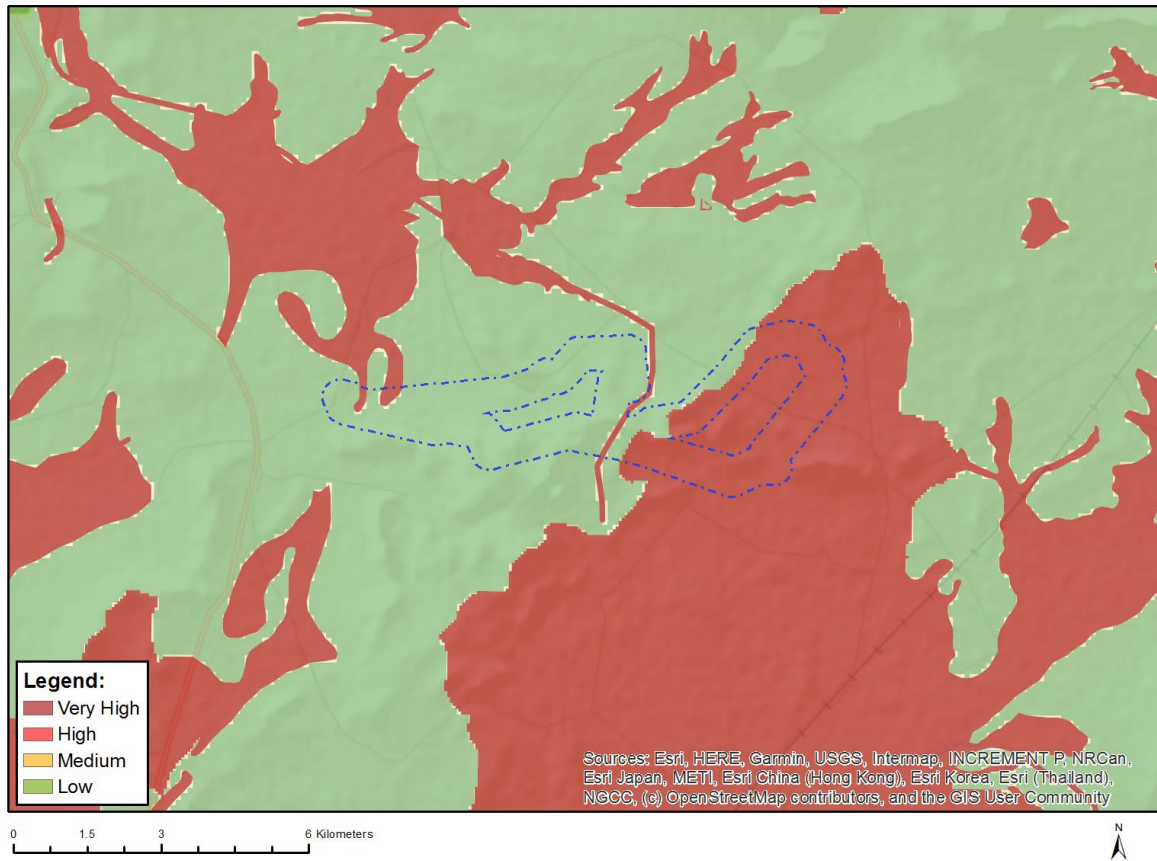 Legend:
Very High
High
Medium
Low
Sources: Esri, HERE, Garmin, USGS, Intermap, INCREMENT P, NRCan,
Esri Japan, METI, Esri China (Hong Kong), Esri Korea, Esri (Thailand),
NGCC, (c) OpenStreetMap contributors, and the GIS User Community
0 1.5 3 6 Kilometers
N